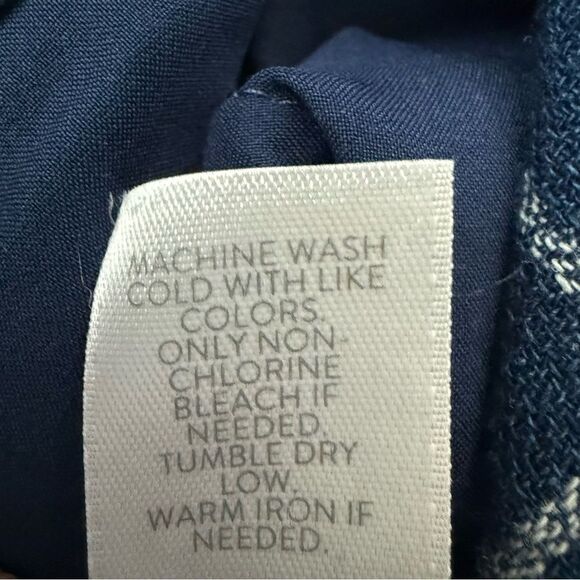 MACHINE WASH
COLD WITH LIKE
COLORS.
ONLY NON-
CHLORINE
BLEACH IF
NEEDED.
TUMBLE DRY
LOW.
WARM IRON IF
NEEDED.